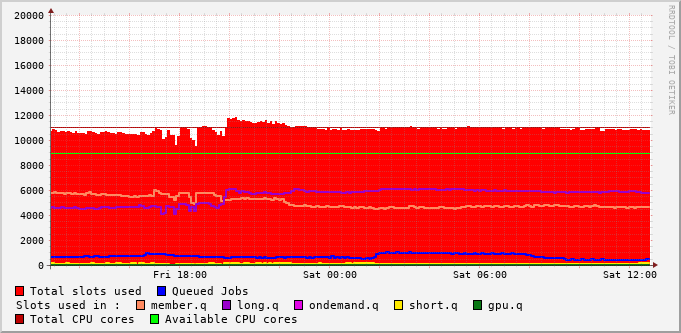 20000
18000
16000
14000
12000
10000
8000
6000
4000
2000
0
Fri 18:00 Sat 00:00 Sat 06:00 Sat 12:00
RRDTOOL / TOBI OETIKER
Total slots used Queued Jobs
Slots used in : member.q long.q ondemand.q short.q gpu.q
Total CPU cores Available CPU cores